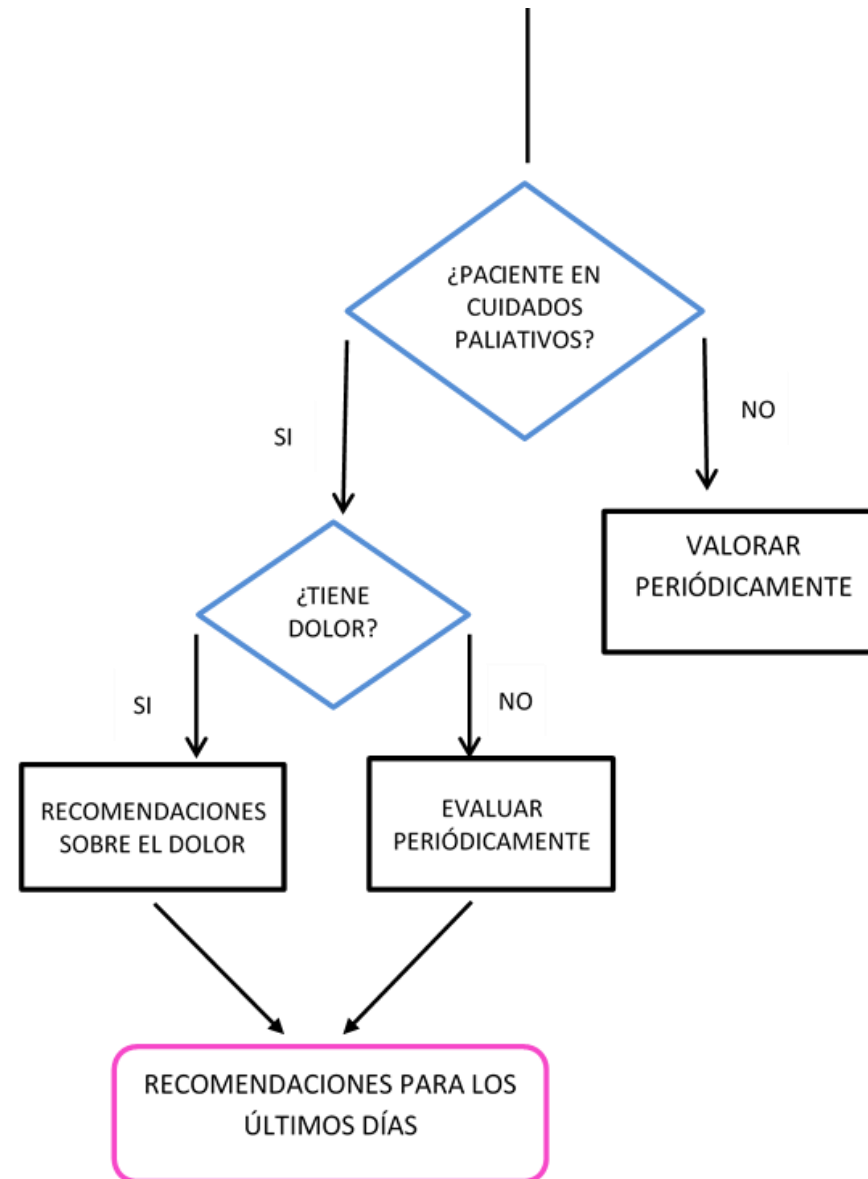 ¿PACIENTE EN
CUIDADOS
PALIATIVOS?
SI
NO
VALORAR
PERIÓDICAMENTE
¿TIENE
DOLOR?
SI
NO
RECOMENDACIONES
SOBRE EL DOLOR
EVALUAR
PERIÓDICAMENTE
RECOMENDACIONES PARA LOS
ÚLTIMOS DÍAS